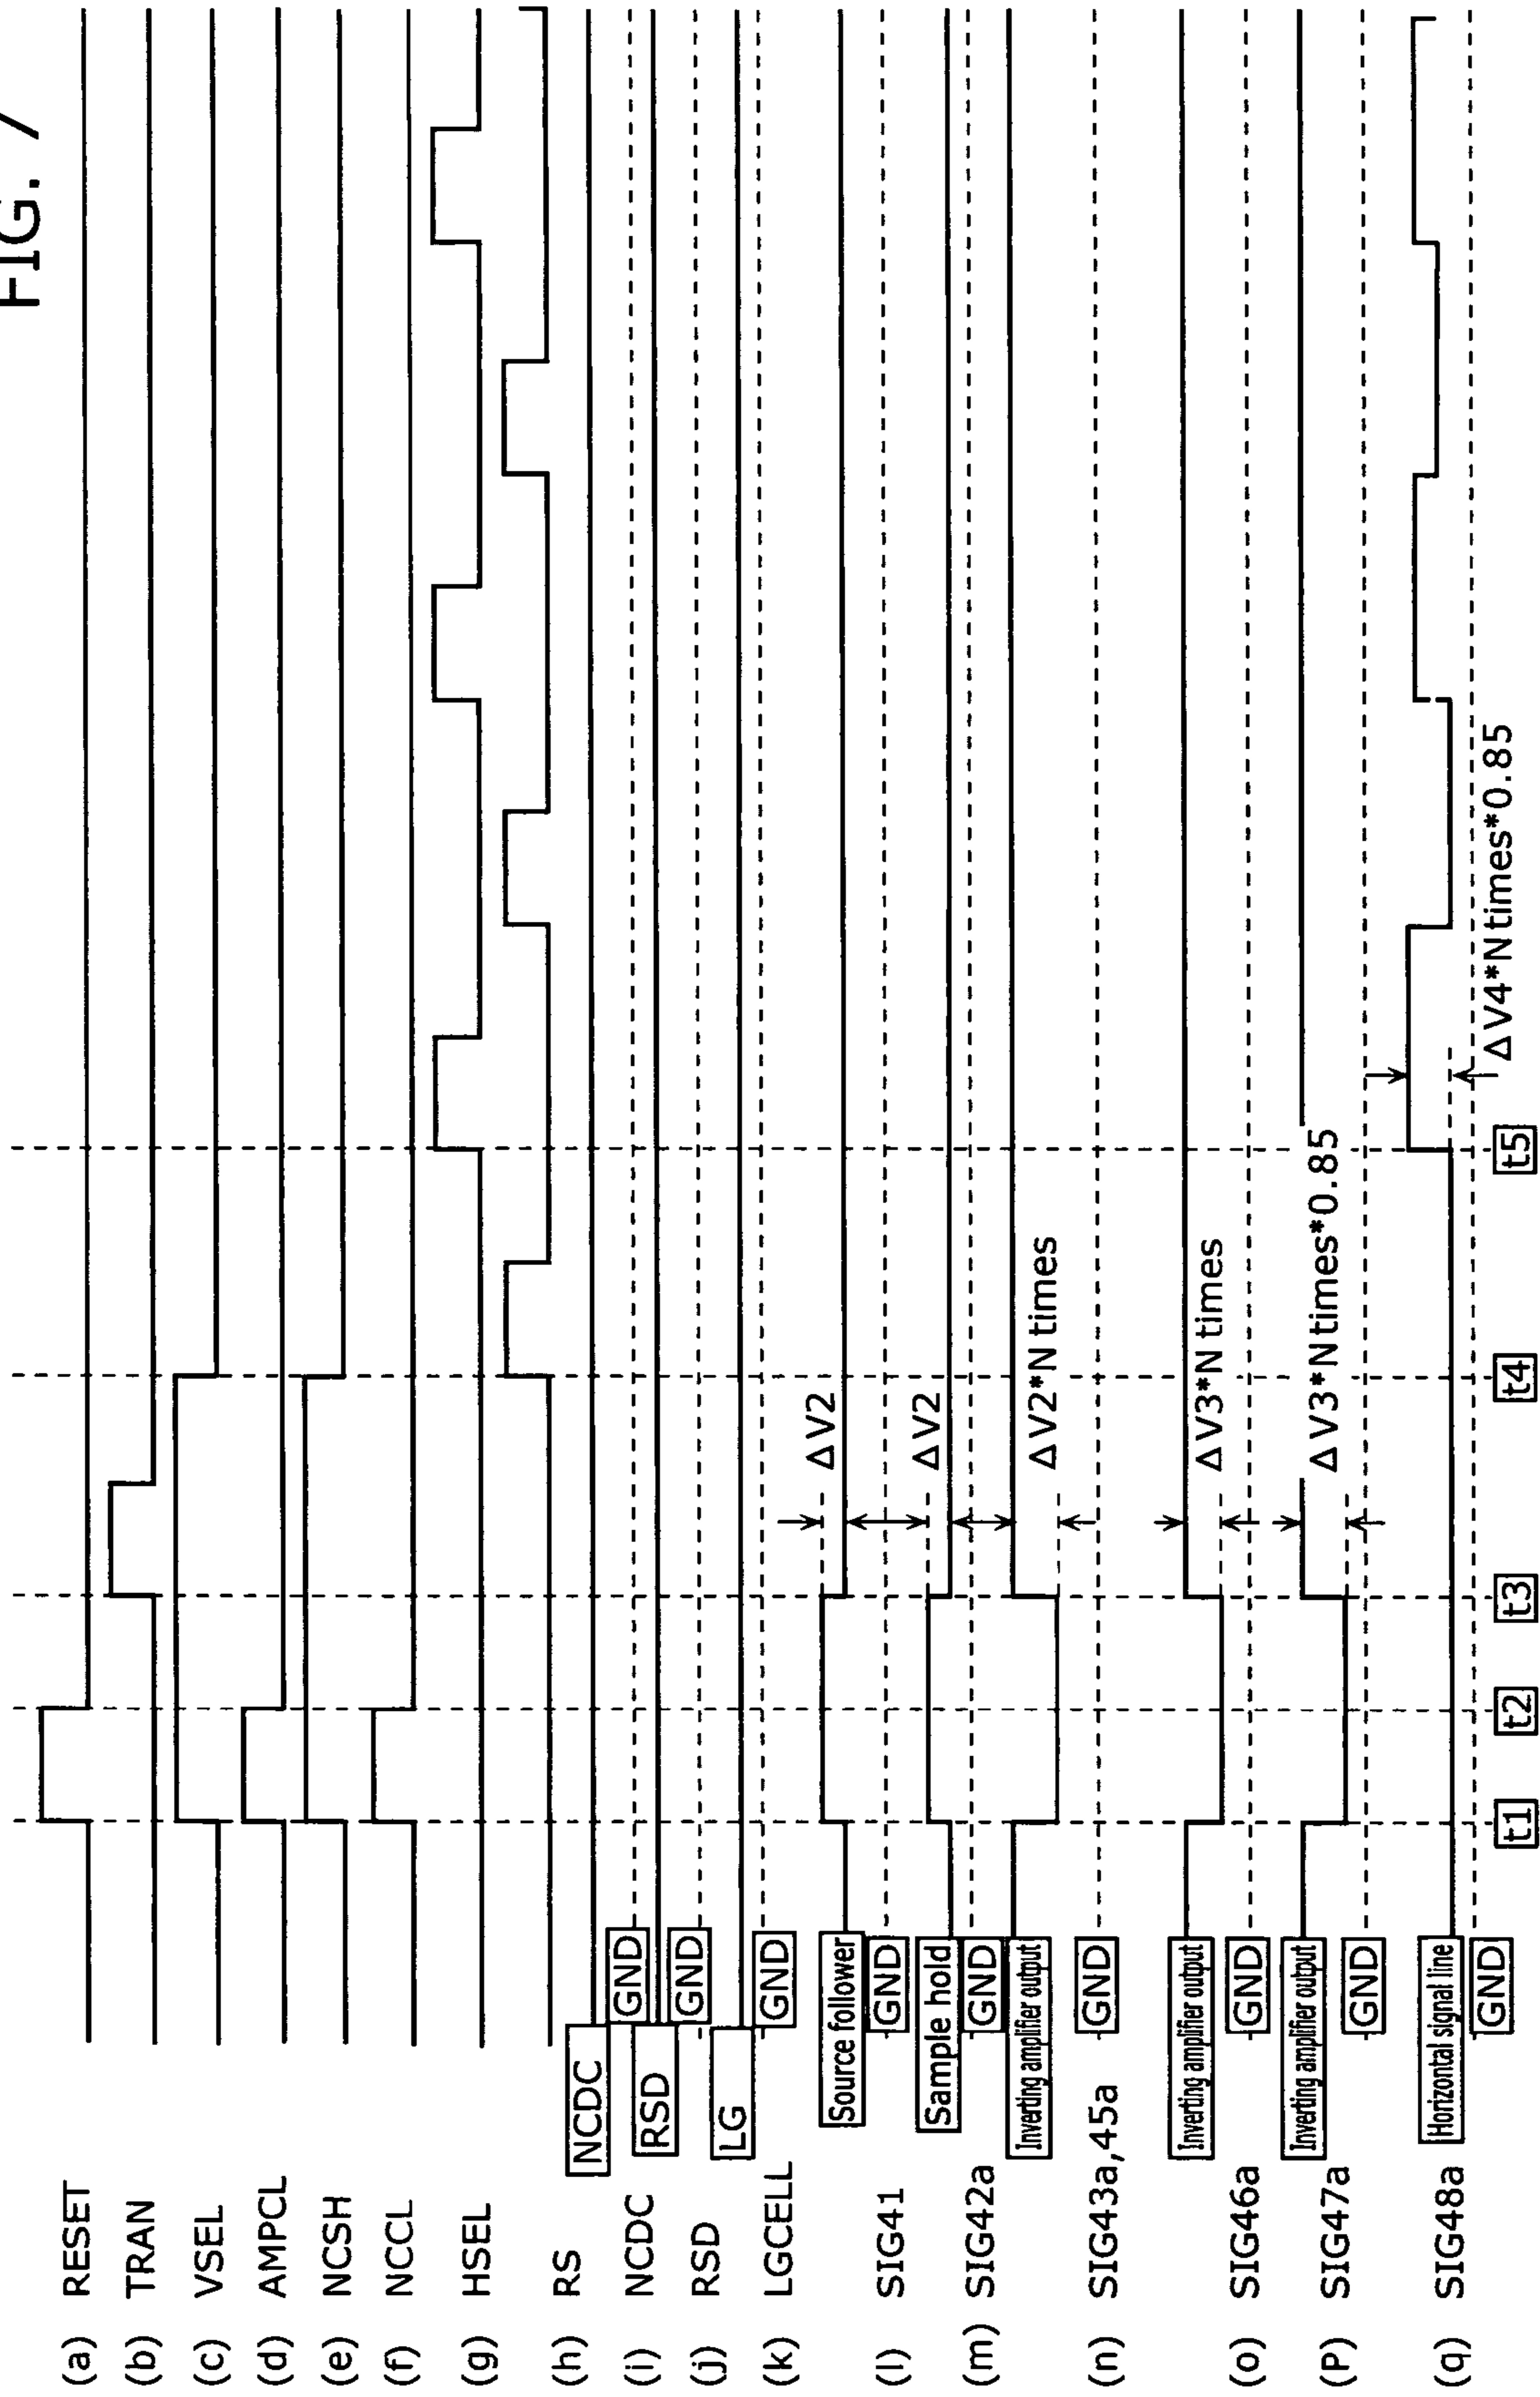 FIG. 7
(a) RESET
(b) TRAN
(c) VSEL
(d) AMPCL
(e) NCSH
(f) NCCL
(g) HSEL
(h) RS
NCDC
(i) NCDC
GND
RSD
(j) RSD
GND
LG
(k) LGCELL
GND
Source follower
ΔV2
(l) SIG41
GND
Sample hold
ΔV2
(m) SIG42a
GND
Inverting amplifier output
ΔV2*N times
(n) SIG43a,45a
GND
Inverting amplifier output
ΔV3*N times
(o) SIG46a
GND
Inverting amplifier output
ΔV3*Ntimes*0.85
(P) SIG47a
GND
Horizontal signal line
(q) SIG48a
GND
ΔV4*Ntimes*0.85
t1 t2 t3 t4 t5